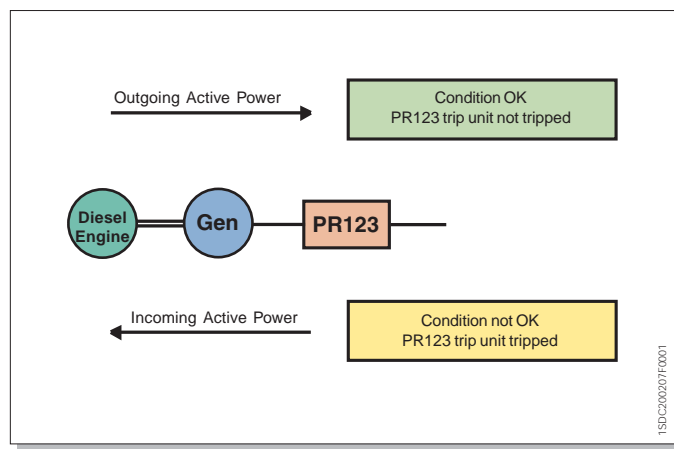 Outgoing Active Power
Condition OK
PR123 trip unit not tripped
Diesel
Engine
Gen
PR123
Incoming Active Power
Condition not OK
PR123 trip unit tripped
1SDC200207F0001